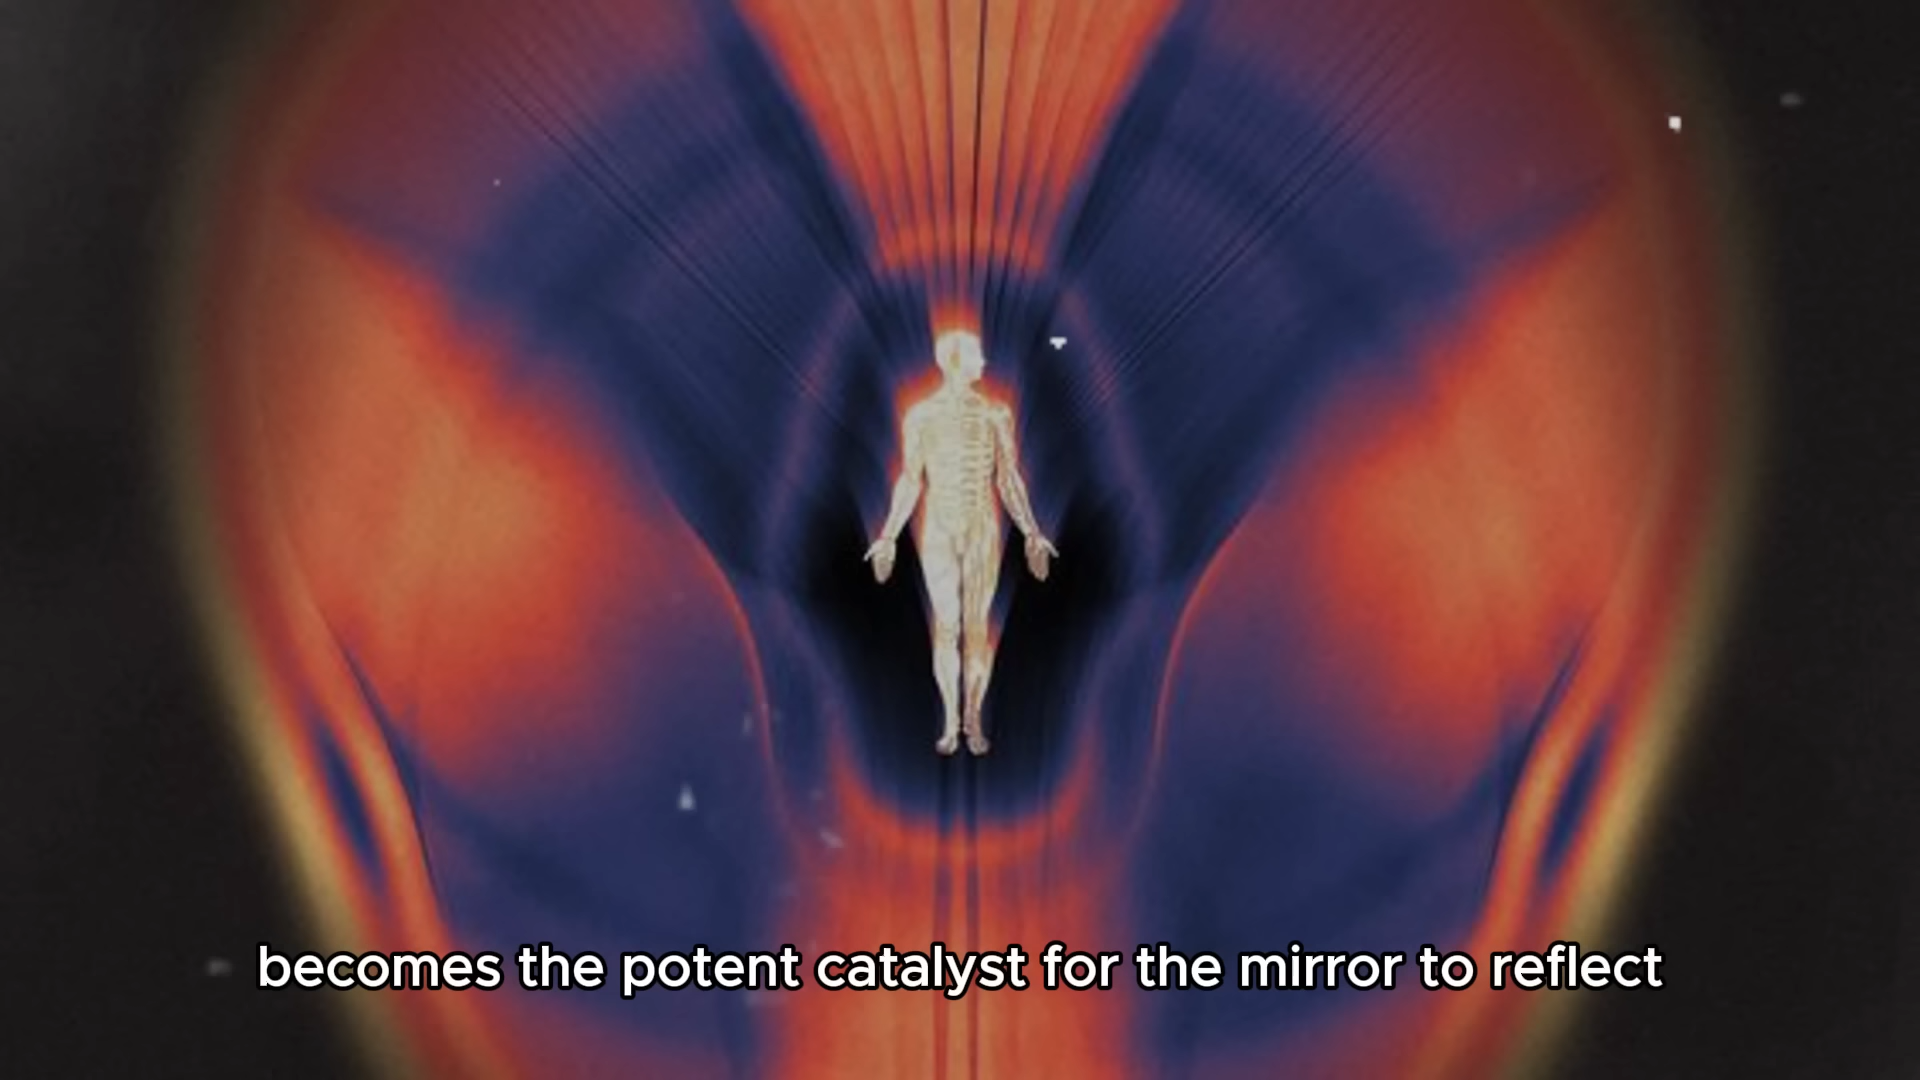 becomes the potent catalyst for the mirror to reflect